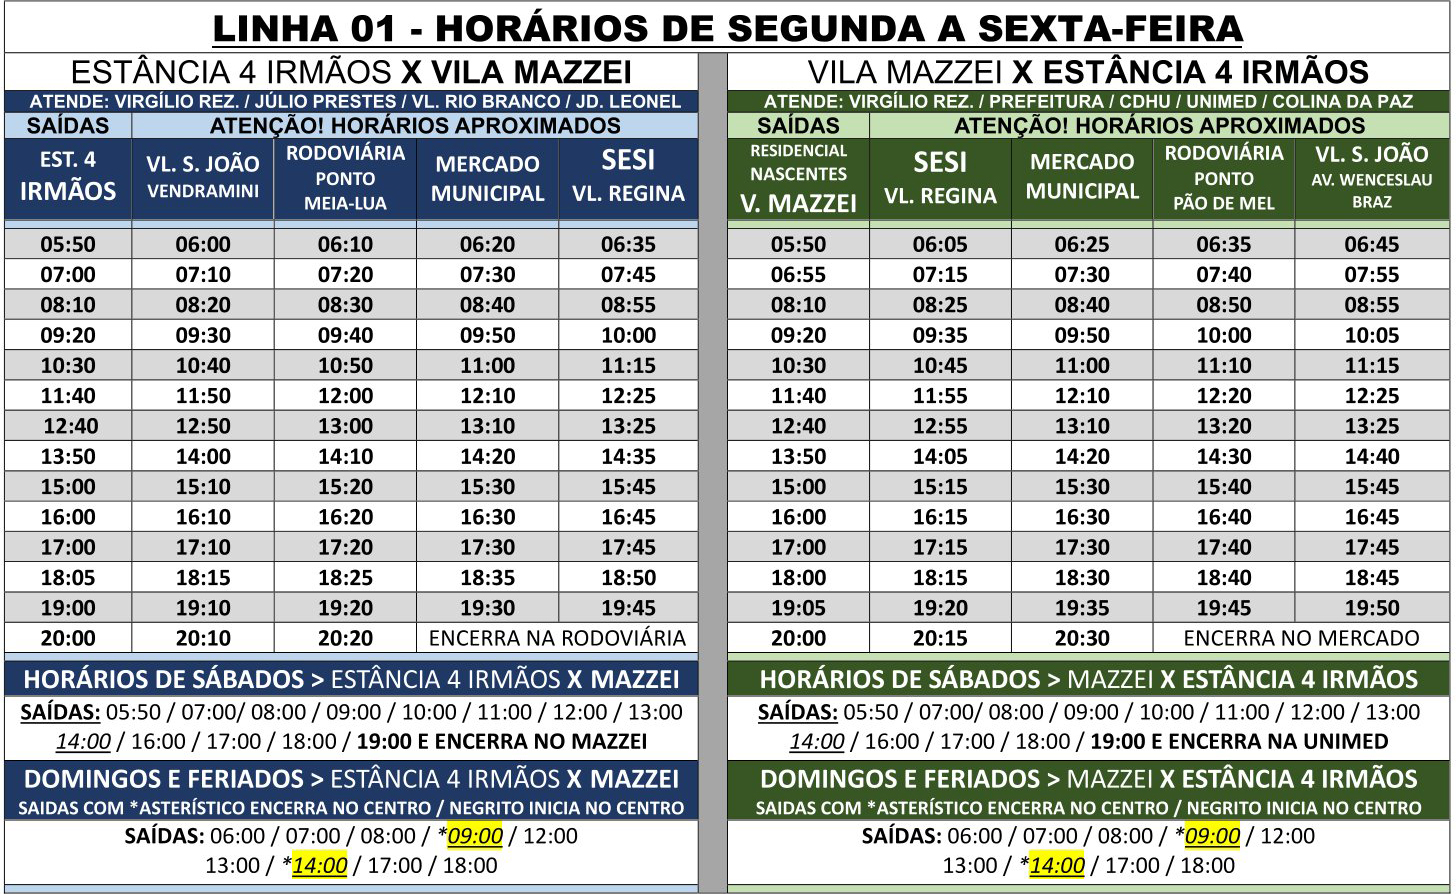 LINHA 01 - HORÁRIOS DE SEGUNDA A SEXTA-FEIRA
ESTÂNCIA 4 IRMÃOS X VILA MAZZEI
ATENDE: VIRGÍLIO REZ. / JÚLIO PRESTES / VL. RIO BRANCO / JD. LEONEL
SAÍDAS ATENÇÃO! HORÁRIOS APROXIMADOS
EST. 4 IRMÃOS VL. S. JOÃO VENDRAMINI RODOVIÁRIA PONTO MEIA-LUA MERCADO MUNICIPAL SESI VL. REGINA
05:50 06:00 06:10 06:20 06:35
07:00 07:10 07:20 07:30 07:45
08:10 08:20 08:30 08:40 08:55
09:20 09:30 09:40 09:50 10:00
10:30 10:40 10:50 11:00 11:15
11:40 11:50 12:00 12:10 12:25
12:40 12:50 13:00 13:10 13:25
13:50 14:00 14:10 14:20 14:35
15:00 15:10 15:20 15:30 15:45
16:00 16:10 16:20 16:30 16:45
17:00 17:10 17:20 17:30 17:45
18:05 18:15 18:25 18:35 18:50
19:00 19:10 19:20 19:30 19:45
20:00 20:10 20:20 ENCERRA NA RODOVIÁRIA
HORÁRIOS DE SÁBADOS > ESTÂNCIA 4 IRMÃOS X MAZZEI
SAÍDAS: 05:50 / 07:00/ 08:00 / 09:00 / 10:00 / 11:00 / 12:00 / 13:00
14:00 / 16:00 / 17:00 / 18:00 / 19:00 E ENCERRA NO MAZZEI
DOMINGOS E FERIADOS > ESTÂNCIA 4 IRMÃOS X MAZZEI
SAIDAS COM *ASTERÍSTICO ENCERRA NO CENTRO / NEGRITO INICIA NO CENTRO
SAÍDAS: 06:00 / 07:00 / 08:00 / *09:00 / 12:00
13:00 / *14:00 / 17:00 / 18:00
VILA MAZZEI X ESTÂNCIA 4 IRMÃOS
ATENDE: VIRGÍLIO REZ. / PREFEITURA / CDHU / UNIMED / COLINA DA PAZ
SAÍDAS ATENÇÃO! HORÁRIOS APROXIMADOS
RESIDENCIAL NASCENTES V. MAZZEI SESI VL. REGINA MERCADO MUNICIPAL RODOVIÁRIA PONTO PÃO DE MEL VL. S. JOÃO AV. WENCESLAU BRAZ
05:50 06:05 06:25 06:35 06:45
06:55 07:15 07:30 07:40 07:55
08:10 08:25 08:40 08:50 08:55
09:20 09:35 09:50 10:00 10:05
10:30 10:45 11:00 11:10 11:15
11:40 11:55 12:10 12:20 12:25
12:40 12:55 13:10 13:20 13:25
13:50 14:05 14:20 14:30 14:40
15:00 15:15 15:30 15:40 15:45
16:00 16:15 16:30 16:40 16:45
17:00 17:15 17:30 17:40 17:45
18:00 18:15 18:30 18:40 18:45
19:05 19:20 19:35 19:45 19:50
20:00 20:15 20:30 ENCERRA NO MERCADO
HORÁRIOS DE SÁBADOS > MAZZEI X ESTÂNCIA 4 IRMÃOS
SAÍDAS: 05:50 / 07:00/ 08:00 / 09:00 / 10:00 / 11:00 / 12:00 / 13:00
14:00 / 16:00 / 17:00 / 18:00 / 19:00 E ENCERRA NA UNIMED
DOMINGOS E FERIADOS > MAZZEI X ESTÂNCIA 4 IRMÃOS
SAIDAS COM *ASTERÍSTICO ENCERRA NO CENTRO / NEGRITO INICIA NO CENTRO
SAÍDAS: 06:00 / 07:00 / 08:00 / *09:00 / 12:00
13:00 / *14:00 / 17:00 / 18:00